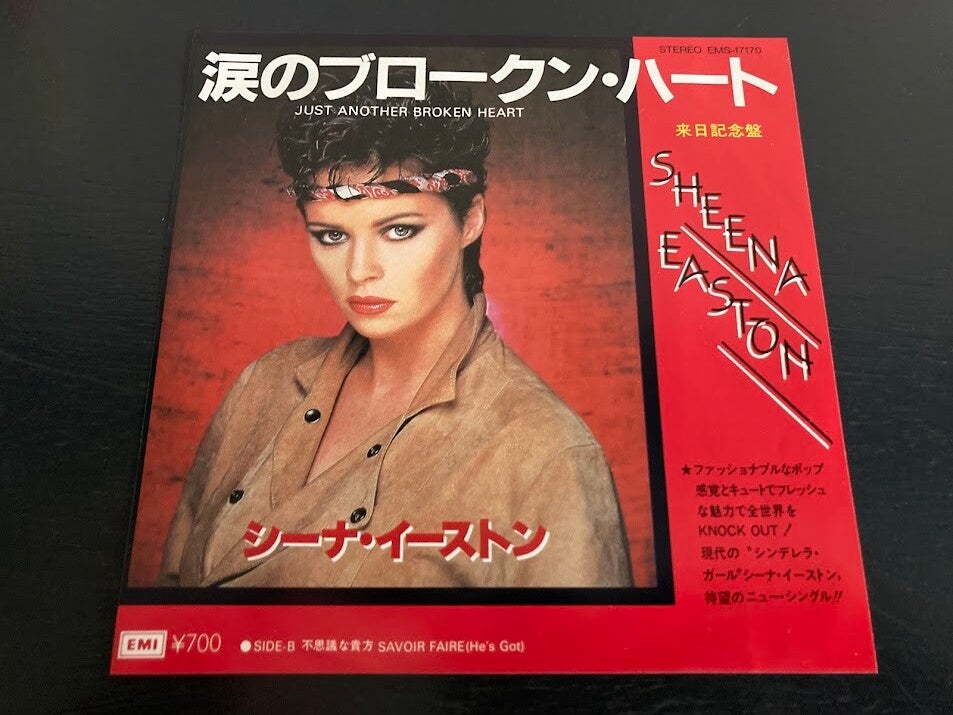 STEREO EMS-17170
涙のブロークン・ハート
JUST ANOTHER BROKEN HEART
来日記念盤
SHEENA
EASTON
★ファッショナブルなポップ
感覚とキュートでフレッシュ
な魅力で全世界を
KNOCK OUT!
現代の〝シンデレラ・
ガール〟シーナ・イーストン,
待望のニュー・シングル!!
シーナ・イーストン
EMI ¥700 ●SIDE-B 不思議な貴方 SAVOIR FAIRE(He's Got)